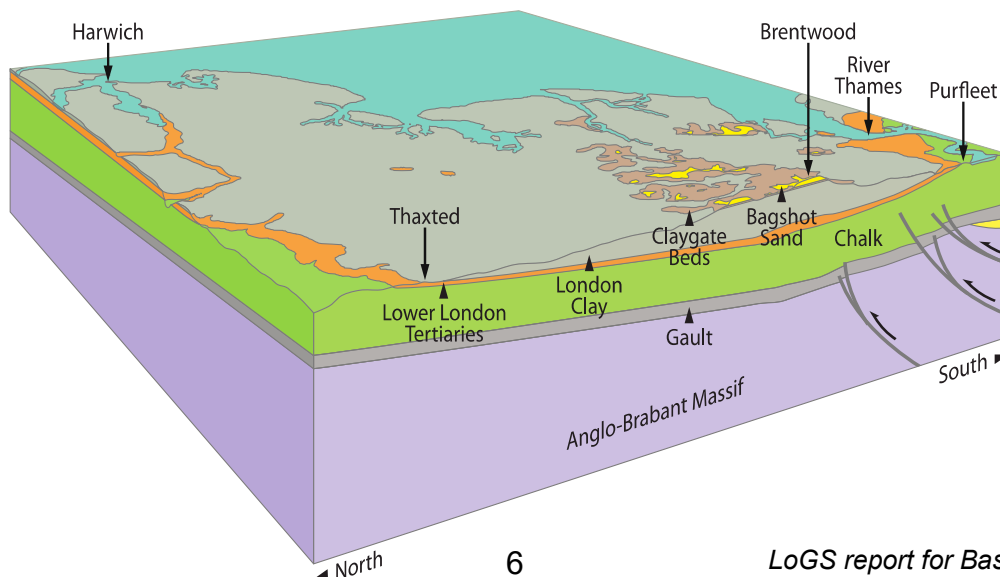 Harwich
Brentwood
River
Thames
Purfleet
Thaxted
Claygate
Beds
Bagshot
Sand
Chalk
Lower London
Tertiaries
London
Clay
Gault
South
Anglo-Brabant Massif
North
6
LoGS report for Bas